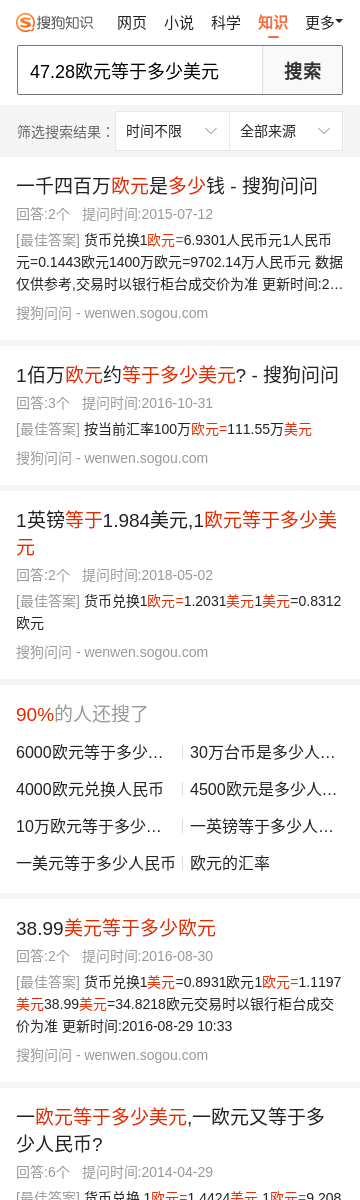 搜狗知识 网页 小说 科学 知识 更多
47.28欧元等于多少美元 搜索
筛选搜索结果： 时间不限 全部来源
一千四百万欧元是多少钱 - 搜狗问问
回答:2个 提问时间:2015-07-12
[最佳答案] 货币兑换1欧元=6.9301人民币元1人民币
元=0.1443欧元1400万欧元=9702.14万人民币元 数据
仅供参考,交易时以银行柜台成交价为准 更新时间:2...
搜狗问问 - wenwen.sogou.com
1佰万欧元约等于多少美元? - 搜狗问问
回答:3个 提问时间:2016-10-31
[最佳答案] 按当前汇率100万欧元=111.55万美元
搜狗问问 - wenwen.sogou.com
1英镑等于1.984美元,1欧元等于多少美
元
回答:2个 提问时间:2018-05-02
[最佳答案] 货币兑换1欧元=1.2031美元1美元=0.8312
欧元
搜狗问问 - wenwen.sogou.com
90%的人还搜了
6000欧元等于多少... 30万台币是多少人...
4000欧元兑换人民币 4500欧元是多少人...
10万欧元等于多少... 一英镑等于多少人...
一美元等于多少人民币 欧元的汇率
38.99美元等于多少欧元
回答:2个 提问时间:2016-08-30
[最佳答案] 货币兑换1美元=0.8931欧元1欧元=1.1197
美元38.99美元=34.8218欧元交易时以银行柜台成交
价为准 更新时间:2016-08-29 10:33
搜狗问问 - wenwen.sogou.com
一欧元等于多少美元,一欧元又等于多
少人民币?
回答:6个 提问时间:2014-04-29
[最佳答案] 货币兑换 1欧元=1.4424美元 1欧元=9.208